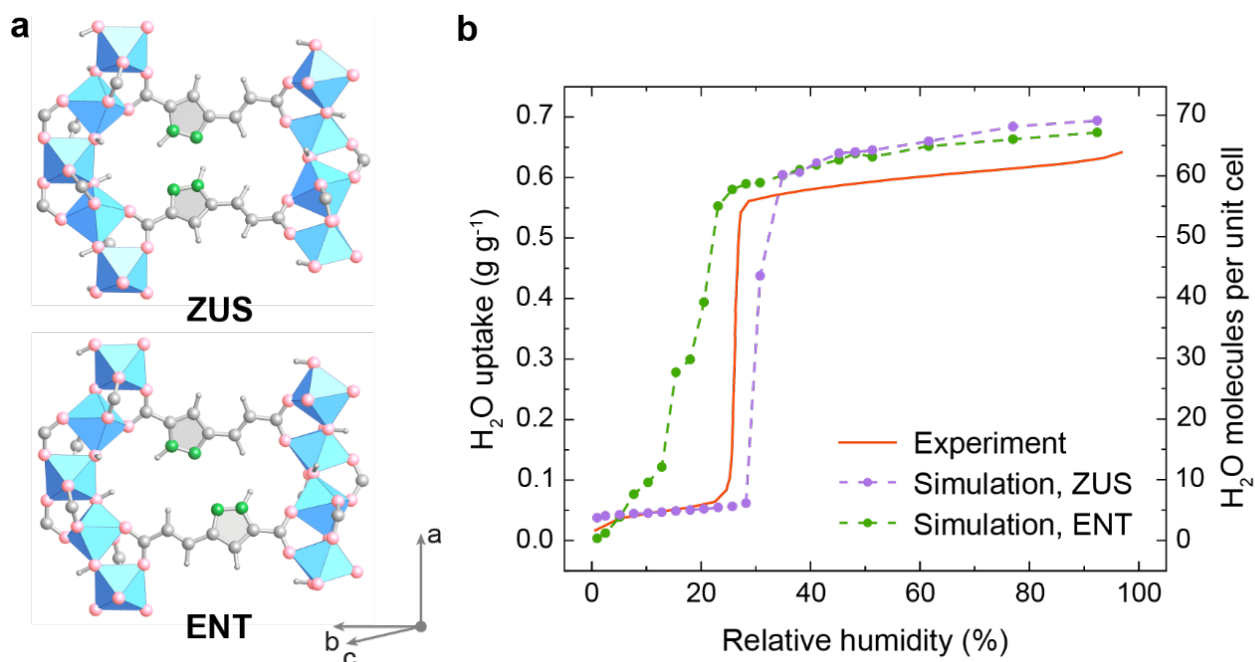 a
ZUS
ENT
a
b
c
b
H₂O uptake (g g⁻¹)
0.7
0.6
0.5
0.4
0.3
0.2
0.1
0.0
70
60
50
40
30
20
10
0
H₂O molecules per unit cell
Experiment
Simulation, ZUS
Simulation, ENT
0 20 40 60 80 100
Relative humidity (%)